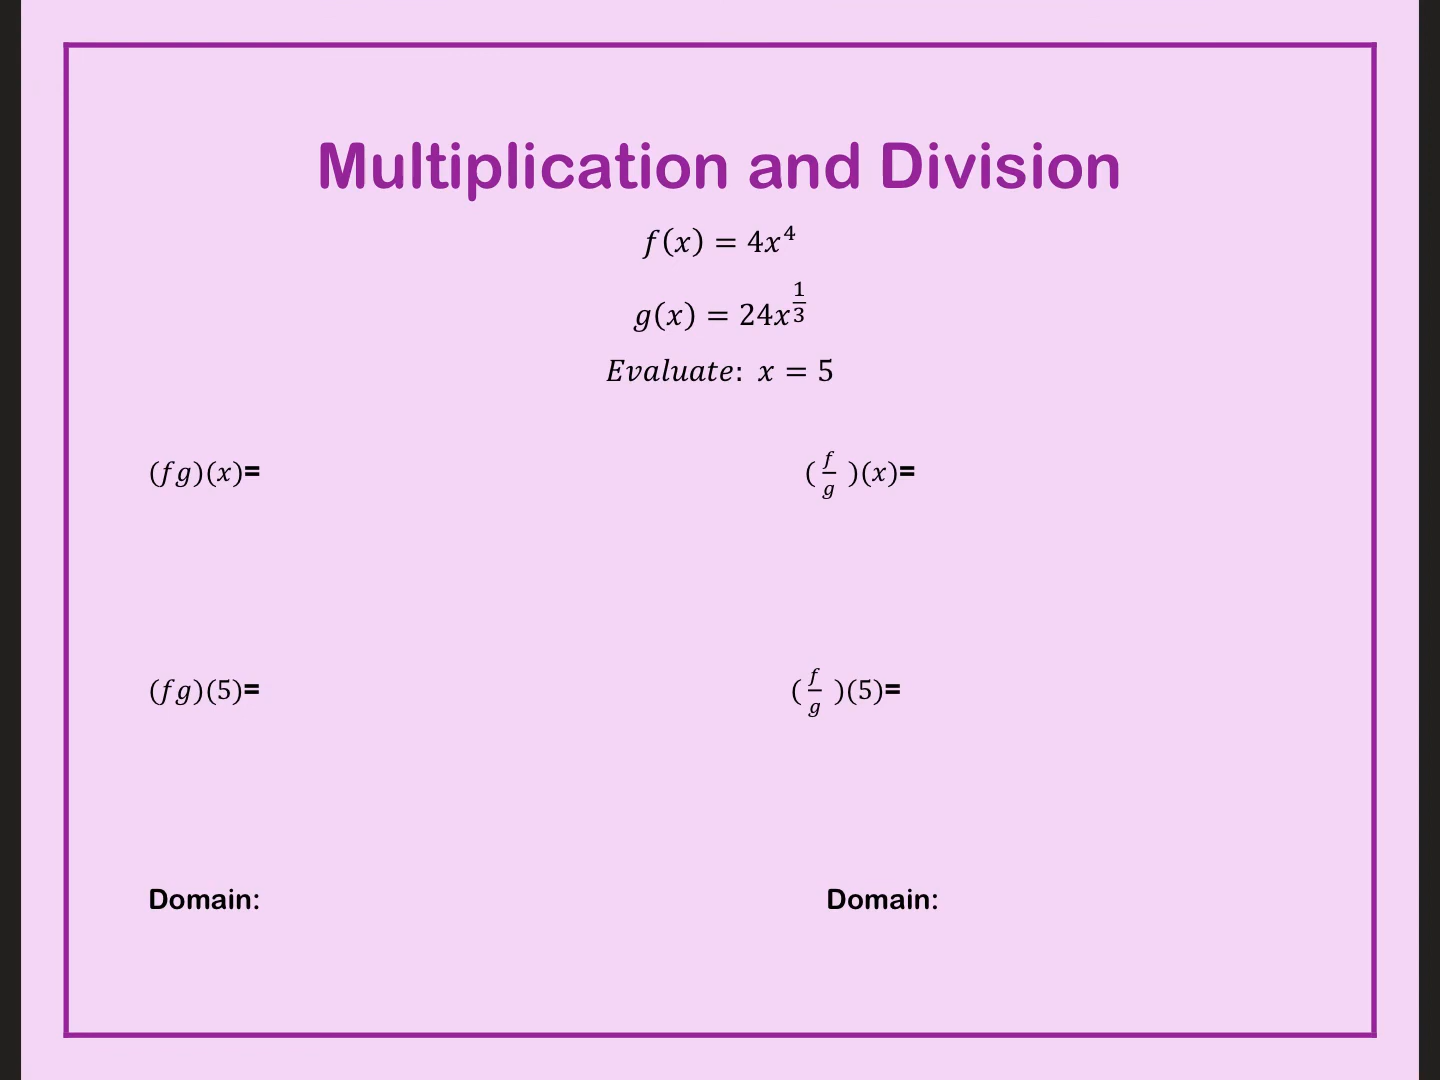 Multiplication and Division
f(x) = 4x⁴
g(x) = 24x^{1/3}
Evaluate: x = 5
(fg)(x)=
(f/g )(x)=
(fg)(5)=
(f/g )(5)=
Domain:
Domain: